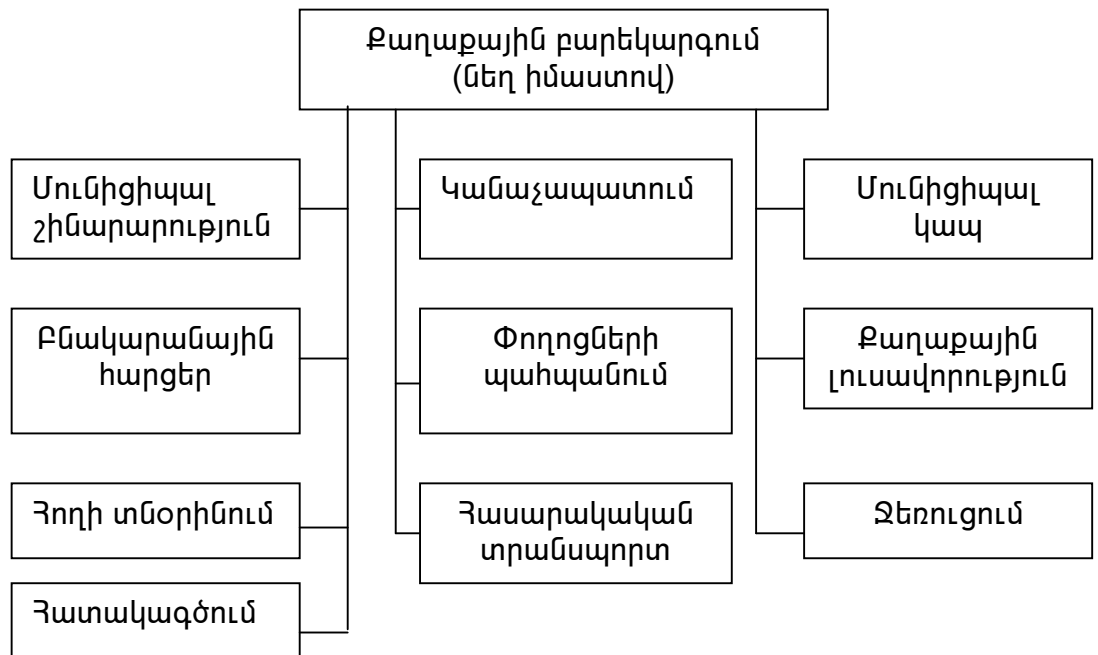 Քաղաքային բարեկարգում
(նեղ իմաստով)
Մունիցիպալ
շինարարություն
Կանաչապատում
Մունիցիպալ
կապ
Բնակարանային
հարցեր
Փողոցների
պահպանում
Քաղաքային
լուսավորություն
Հողի տնօրինում
Հասարակական
տրանսպորտ
Ջեռուցում
Հատակագծում